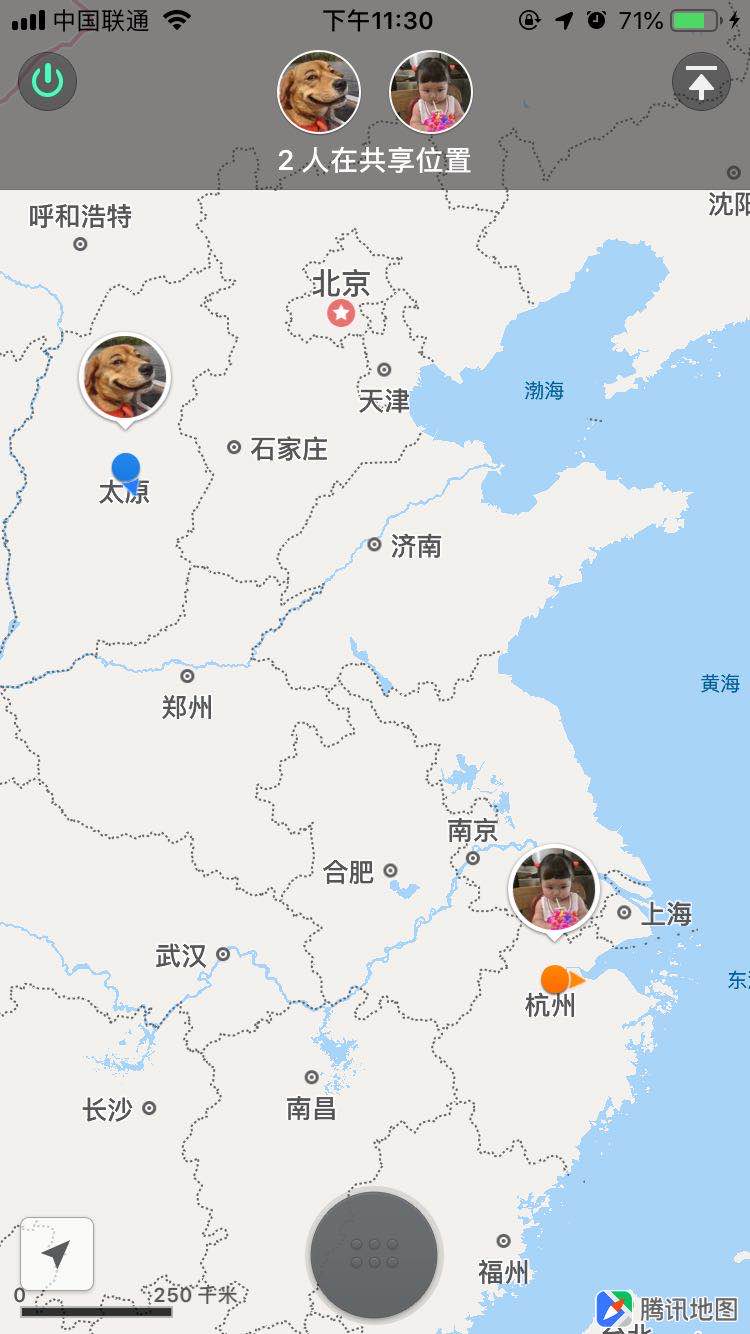 中国联通 下午11:30 71%
2 人在共享位置
沈阳
呼和浩特
北京
天津
渤海
石家庄
太原
济南
黄海
郑州
南京
合肥
上海
武汉
东
杭州
长沙
南昌
福州
0 250 千米
腾讯地图
台北